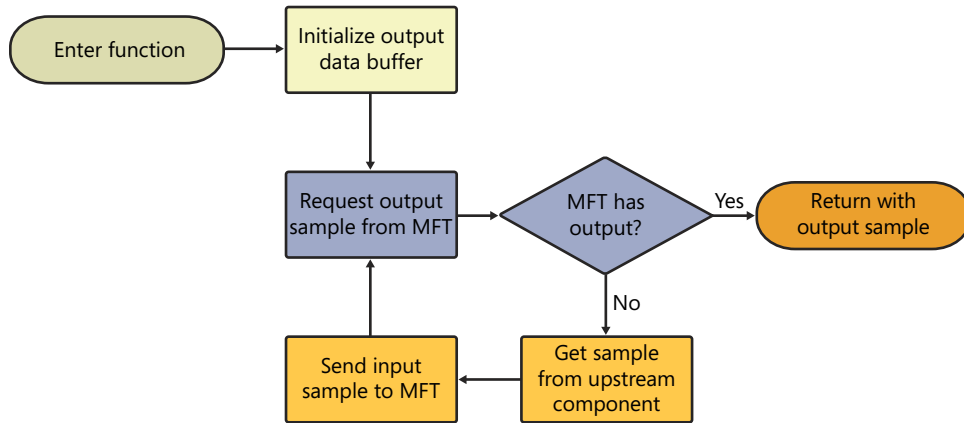 Enter function
Initialize output
data buffer
Request output
sample from MFT
MFT has
output?
Yes
Return with
output sample
No
Get sample
from upstream
component
Send input
sample to MFT